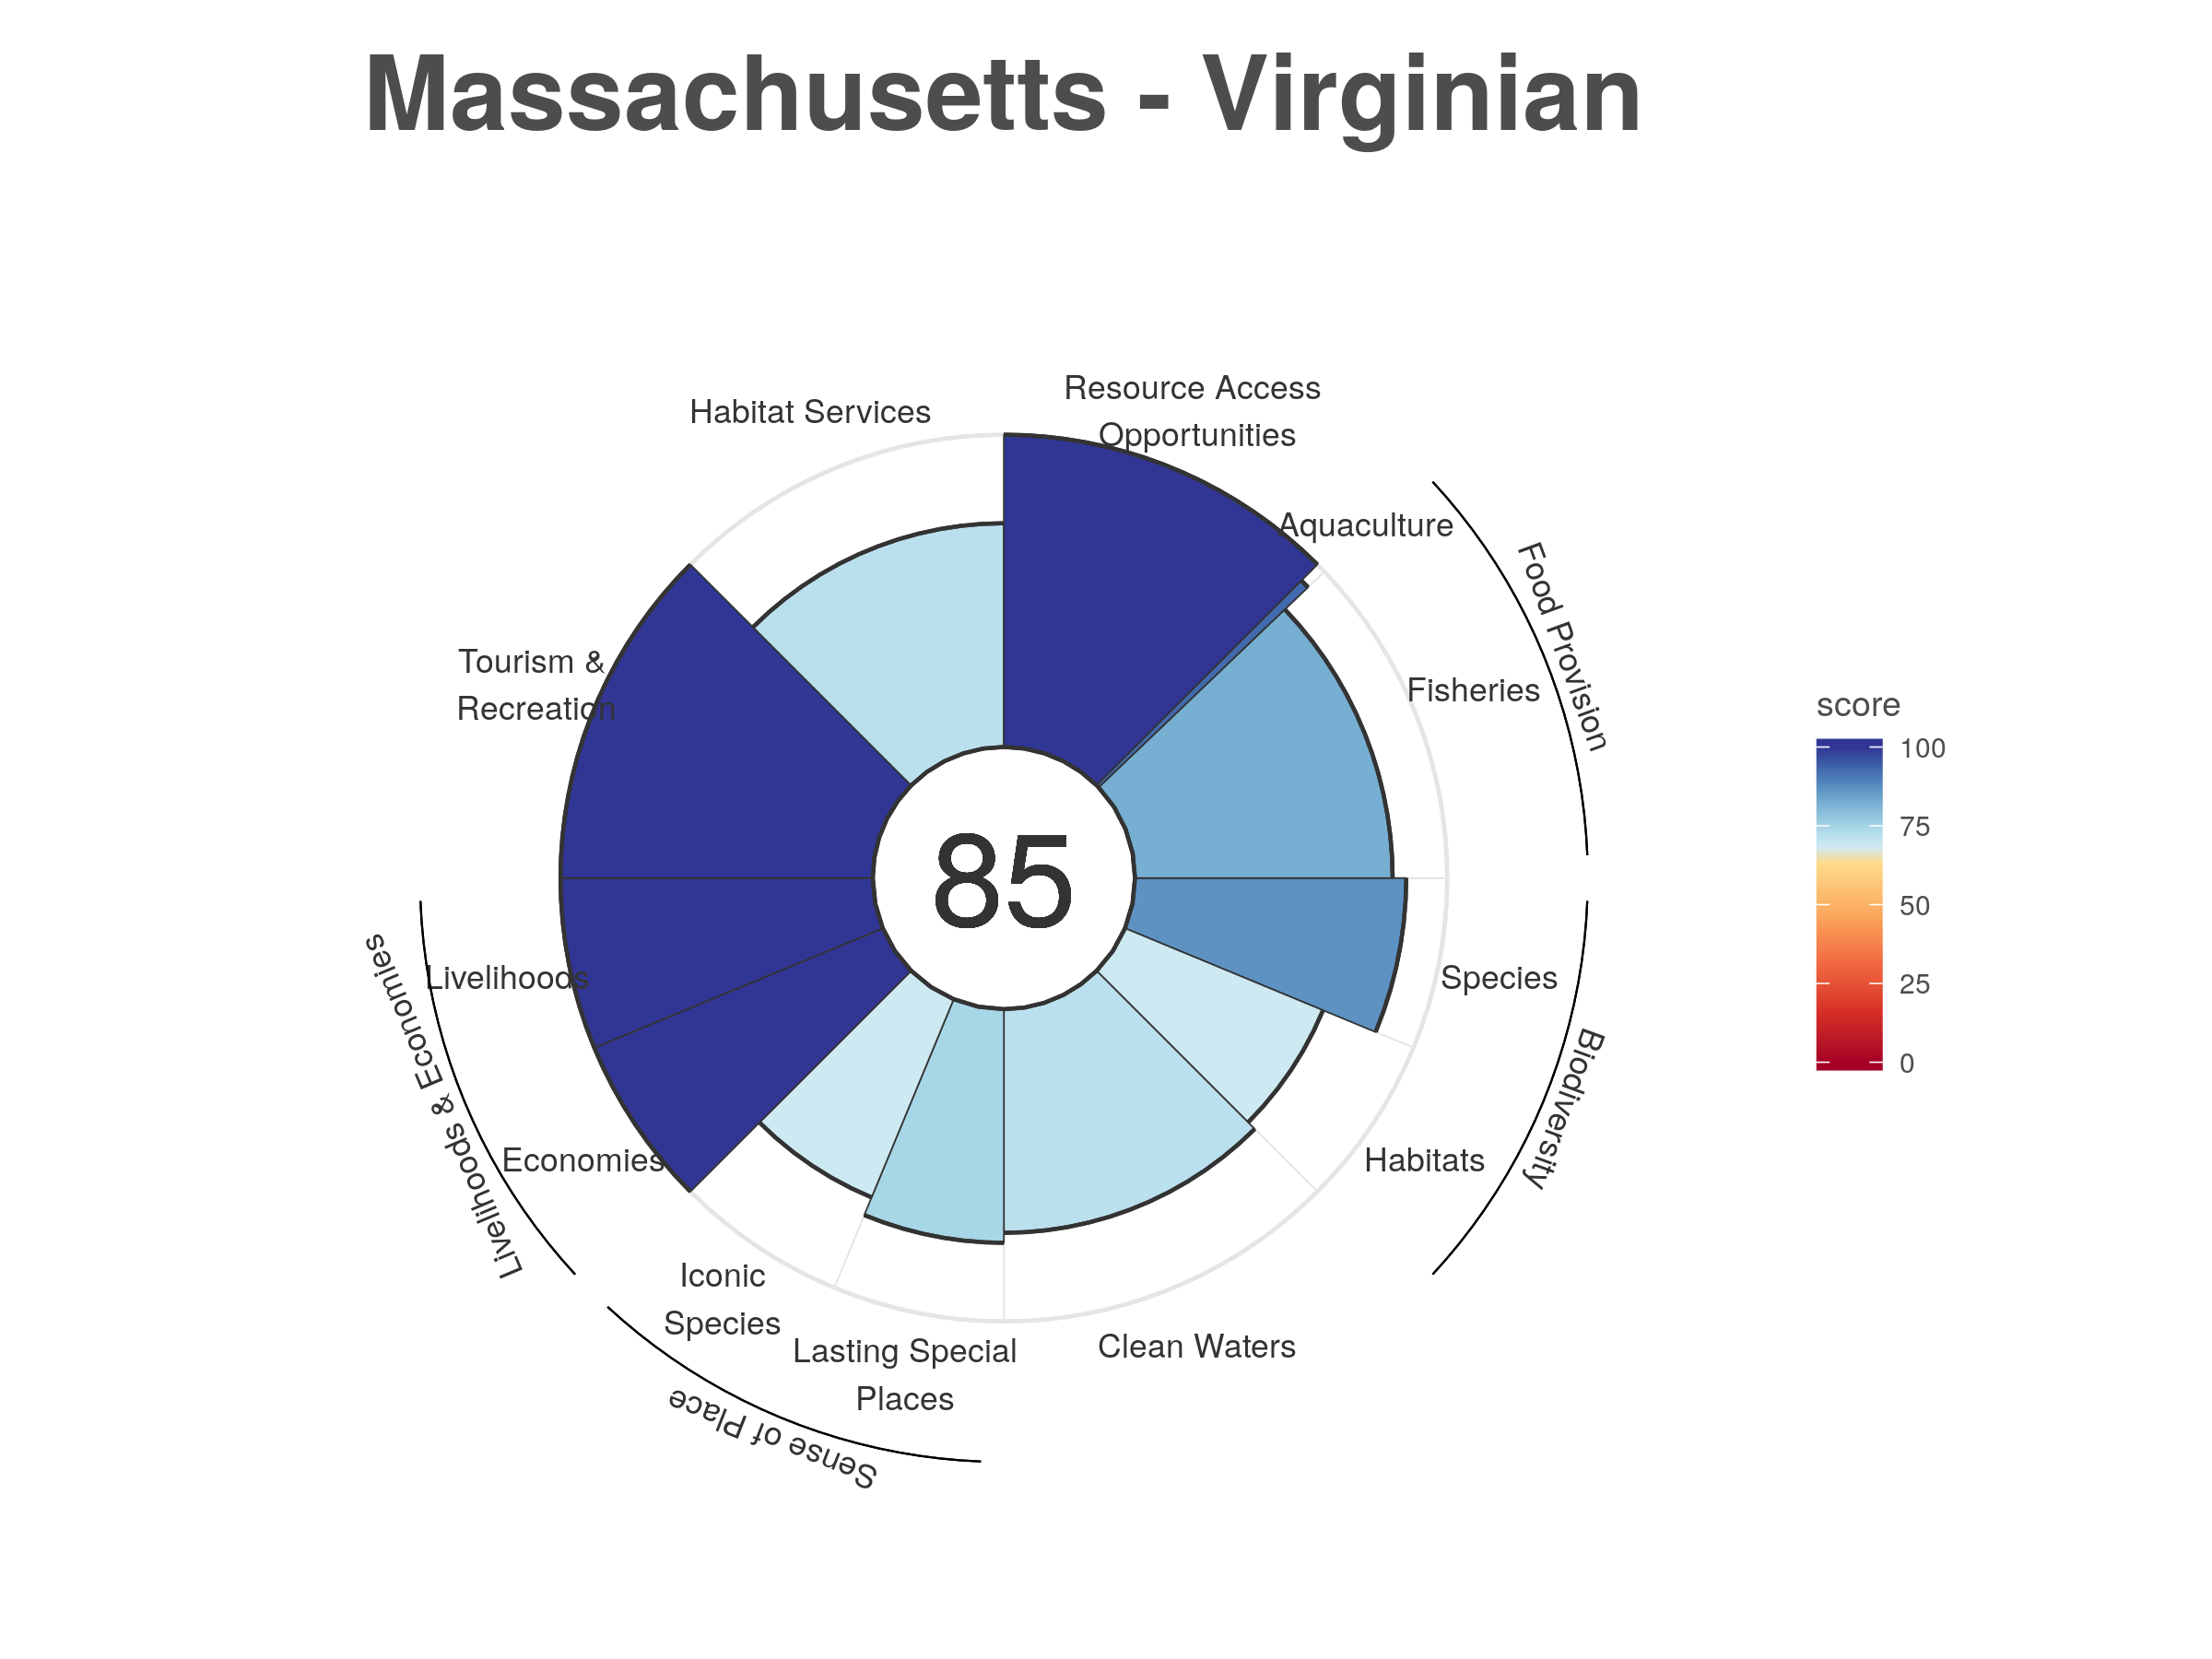 Massachusetts - Virginian
Resource Access
Opportunities
Habitat Services
Aquaculture
Food Provision
Fisheries
Tourism &
Recreation
score
100
75
50
25
0
85
Livelihoods
Species
Livelihoods & Economies
Biodiversity
Economies
Habitats
Iconic
Species
Lasting Special
Places
Clean Waters
Sense of Place